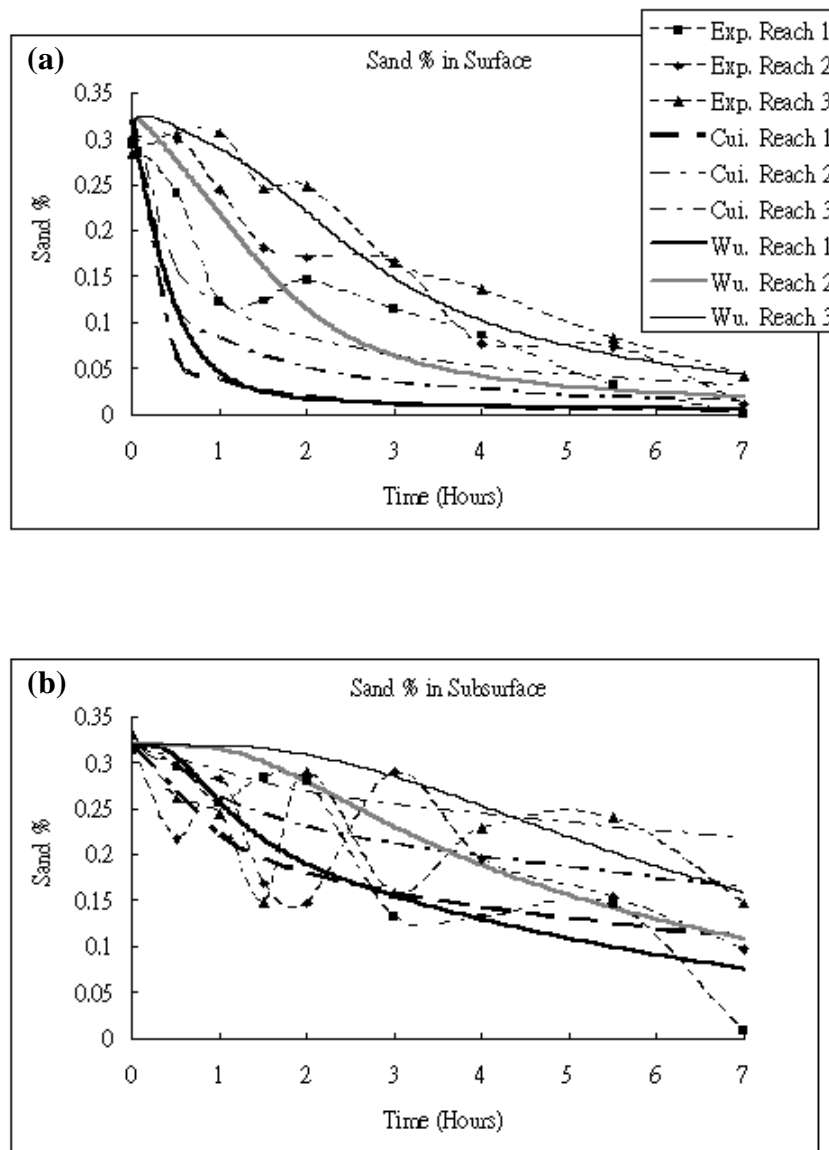 (a)
Sand % in Surface
Exp. Reach 1
Exp. Reach 2
Exp. Reach 3
Cui. Reach 1
Cui. Reach 2
Cui. Reach 3
Wu. Reach 1
Wu. Reach 2
Wu. Reach 3
0.35
0.3
0.25
0.2
0.15
0.1
0.05
0
Sand %
0 1 2 3 4 5 6 7
Time (Hours)
(b)
Sand % in Subsurface
0.35
0.3
0.25
0.2
0.15
0.1
0.05
0
Sand %
0 1 2 3 4 5 6 7
Time (Hours)